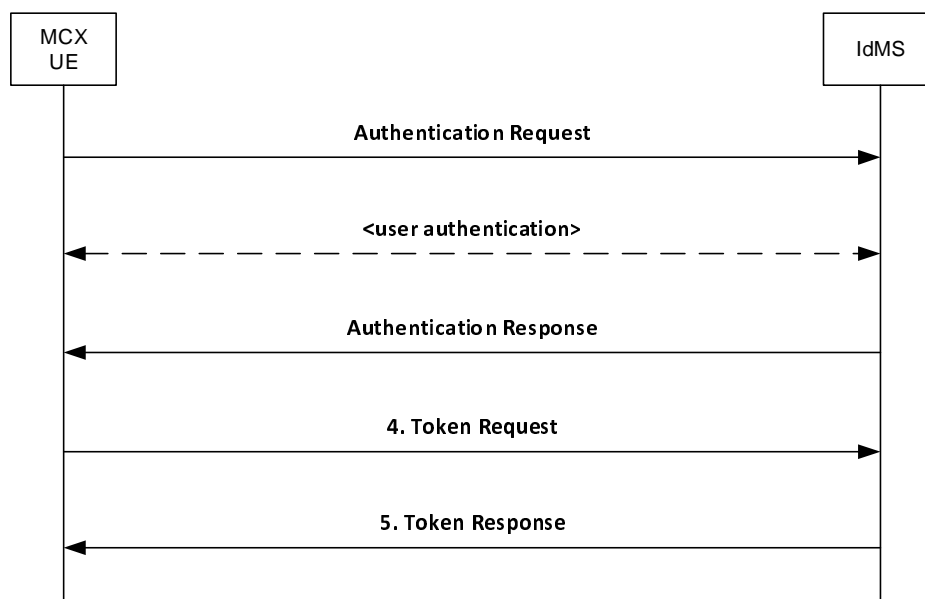 MCX
UE
IdMS
Authentication Request
<user authentication>
Authentication Response
4. Token Request
5. Token Response